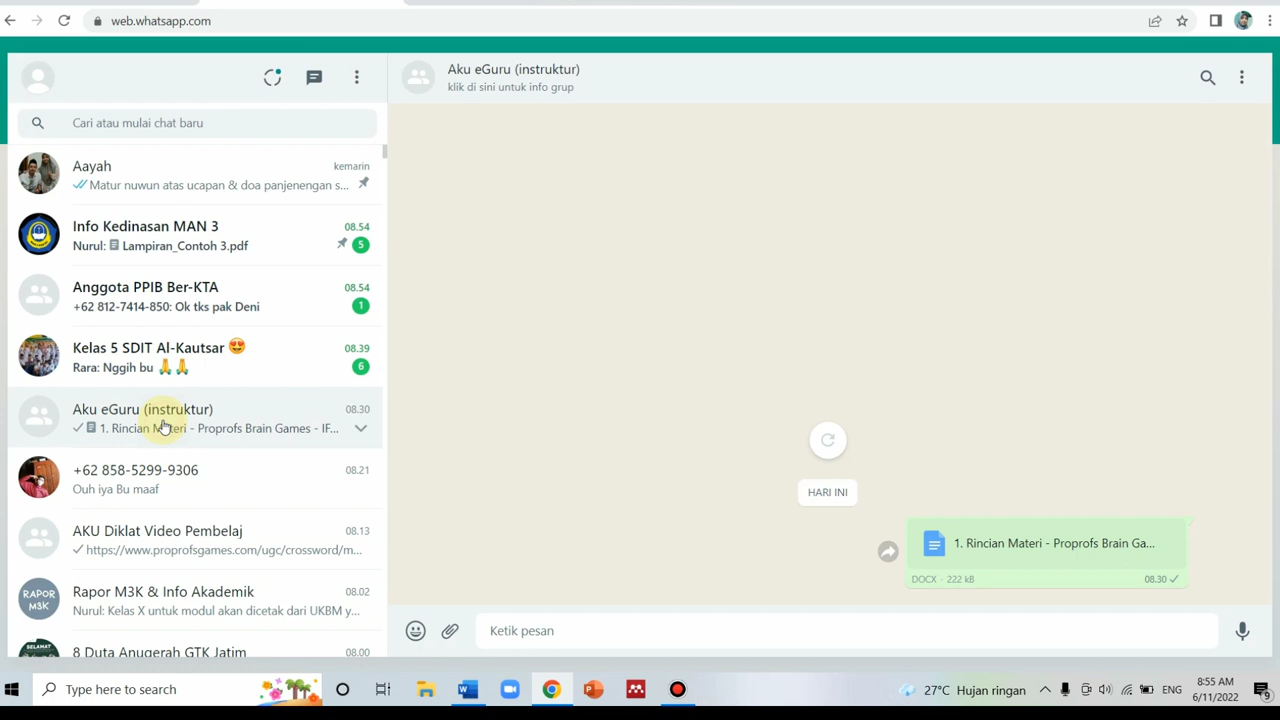 web.whatsapp.com
Aku eGuru (instruktur)
klik di sini untuk info grup
Cari atau mulai chat baru
Aayah
kemarin
Matur nuwun atas ucapan & doa panjenengan s...
Info Kedinasan MAN 3
08.54
Nurul: Lampiran_Contoh 3.pdf
5
Anggota PPIB Ber-KTA
08.54
+62 812-7414-850: Ok tks pak Deni
1
Kelas 5 SDIT Al-Kautsar 😍
08.39
Rara: Nggih bu 🙏 🙏
6
Aku eGuru (instruktur)
08.30
1. Rincian Materi - Proprofs Brain Games - IF...
+62 858-5299-9306
08.21
Ouh iya Bu maaf
AKU Diklat Video Pembelaj
08.13
https://www.proprofsgames.com/ugc/crossword/m...
RAPOR M3K
Rapor M3K & Info Akademik
08.02
Nurul: Kelas X untuk modul akan dicetak dari UKBM y...
SELAMAT
8 Duta Anugerah GTK Jatim
08.00
HARI INI
1. Rincian Materi - Proprofs Brain Ga...
DOCX - 222 kB
08.30
Ketik pesan
Type here to search
27°C Hujan ringan
ENG
8:55 AM
6/11/2022
9